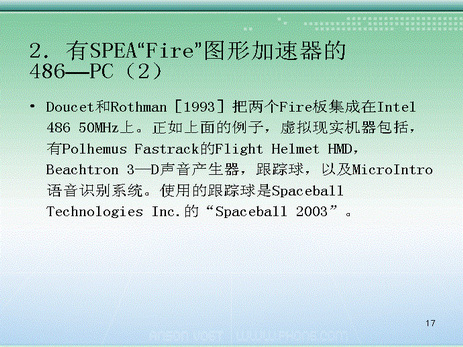 2．有SPEA“Fire”图形加速器的
486—PC（2）
• Doucet和Rothman［1993］把两个Fire板集成在Intel
486 50MHz上。正如上面的例子，虚拟现实机器包括，
有Polhemus Fastrack的Flight Helmet HMD，
Beachtron 3—D声音产生器，跟踪球，以及MicroIntro
语音识别系统。使用的跟踪球是Spaceball
Technologies Inc.的“Spaceball 2003”。
17